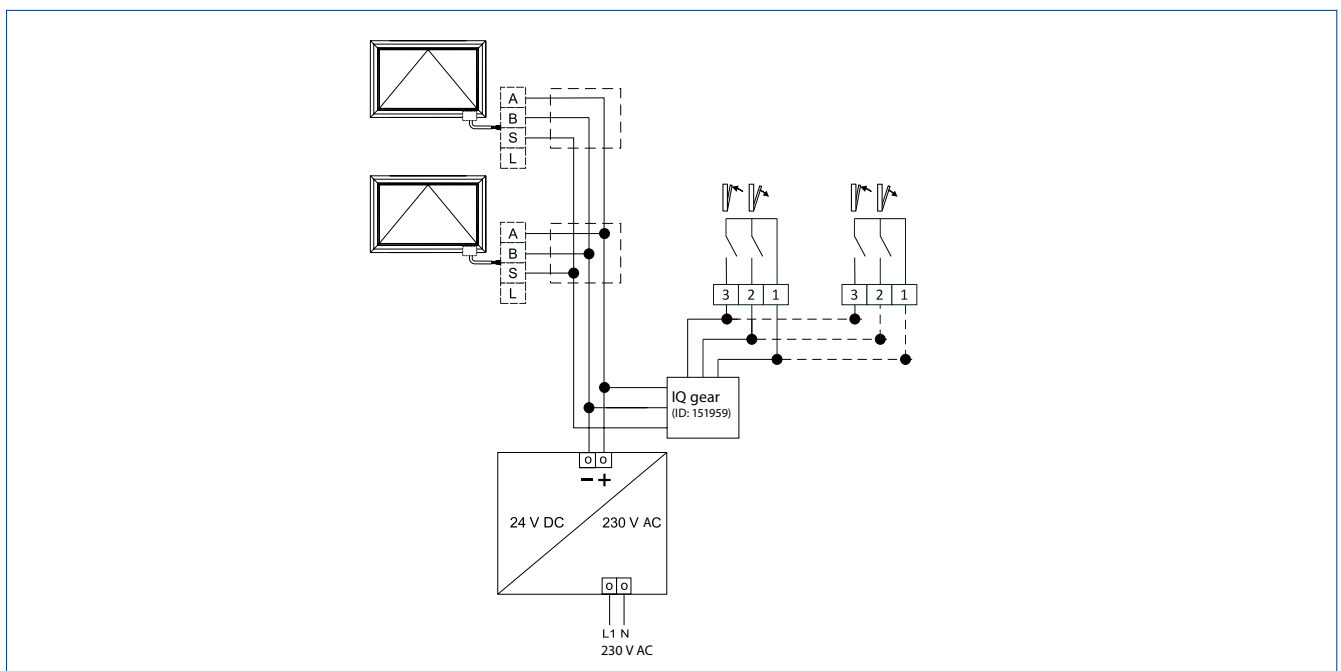 A
B
S
L
A
B
S
L
3 2 1
3 2 1
IQ gear
(ID: 151959)
o o
− +
24 V DC
230 V AC
o o
L1 N
230 V AC